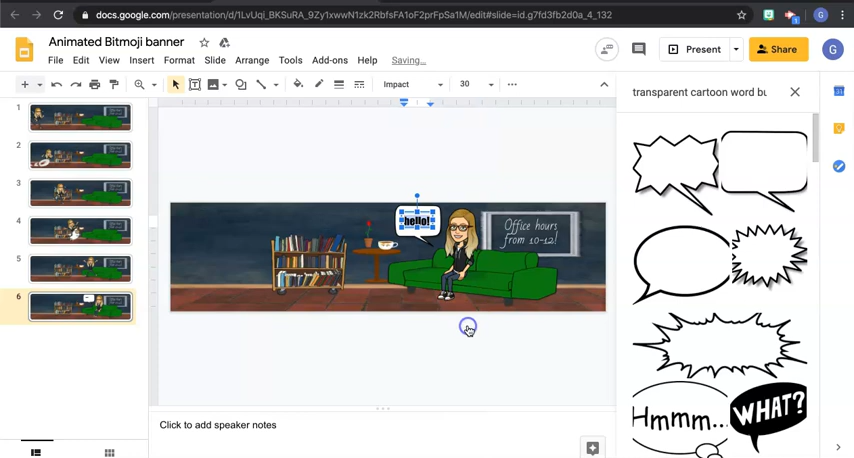 docs.google.com/presentation/d/1LvUqi_BKSuRA_9Zy1xwwN1zk2RbfsFA1oF2prFpSa1M/edit#slide=id.g7fd3fb2d0a_4_132
1
G
Animated Bitmoji banner
File Edit View Insert Format Slide Arrange Tools Add-ons Help Saving...
Present
Share
G
Impact 30
transparent cartoon word bu
1
2
3
4
5
6
hello!
Office hours
from 10-12!
Hmmm...
WHAT?
Click to add speaker notes